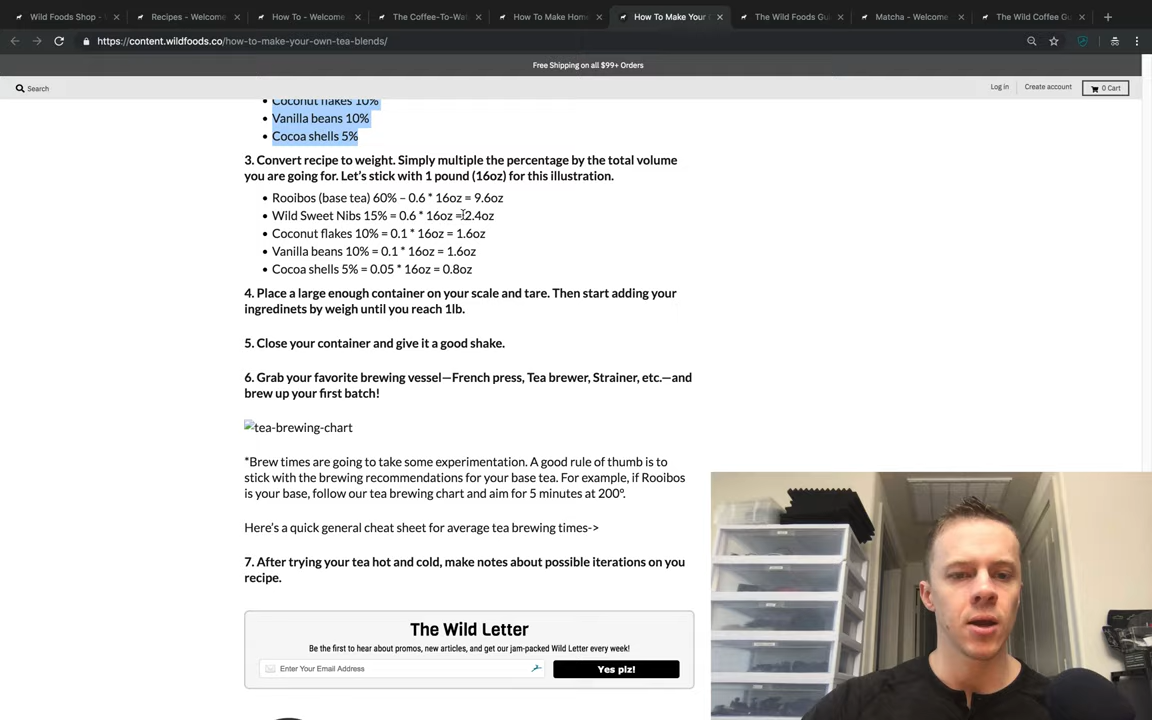 Wild Foods Shop -
Recipes - Welcome
How To - Welcome
The Coffee-To-Wat
How To Make Home
How To Make Your
The Wild Foods Gui
Matcha - Welcome
The Wild Coffee Gu
https://content.wildfoods.co/how-to-make-your-own-tea-blends/
Free Shipping on all $99+ Orders
Search
Log in
Create account
0 Cart
• Coconut flakes 10%
• Vanilla beans 10%
• Cocoa shells 5%
3. Convert recipe to weight. Simply multiple the percentage by the total volume
you are going for. Let's stick with 1 pound (16oz) for this illustration.
• Rooibos (base tea) 60% – 0.6 * 16oz = 9.6oz
• Wild Sweet Nibs 15% = 0.6 * 16oz = 2.4oz
• Coconut flakes 10% = 0.1 * 16oz = 1.6oz
• Vanilla beans 10% = 0.1 * 16oz = 1.6oz
• Cocoa shells 5% = 0.05 * 16oz = 0.8oz
4. Place a large enough container on your scale and tare. Then start adding your
ingredinets by weigh until you reach 1lb.
5. Close your container and give it a good shake.
6. Grab your favorite brewing vessel—French press, Tea brewer, Strainer, etc.—and
brew up your first batch!
tea-brewing-chart
*Brew times are going to take some experimentation. A good rule of thumb is to
stick with the brewing recommendations for your base tea. For example, if Rooibos
is your base, follow our tea brewing chart and aim for 5 minutes at 200°.
Here's a quick general cheat sheet for average tea brewing times->
7. After trying your tea hot and cold, make notes about possible iterations on you
recipe.
The Wild Letter
Be the first to hear about promos, new articles, and get our jam-packed Wild Letter every week!
Enter Your Email Address
Yes plz!